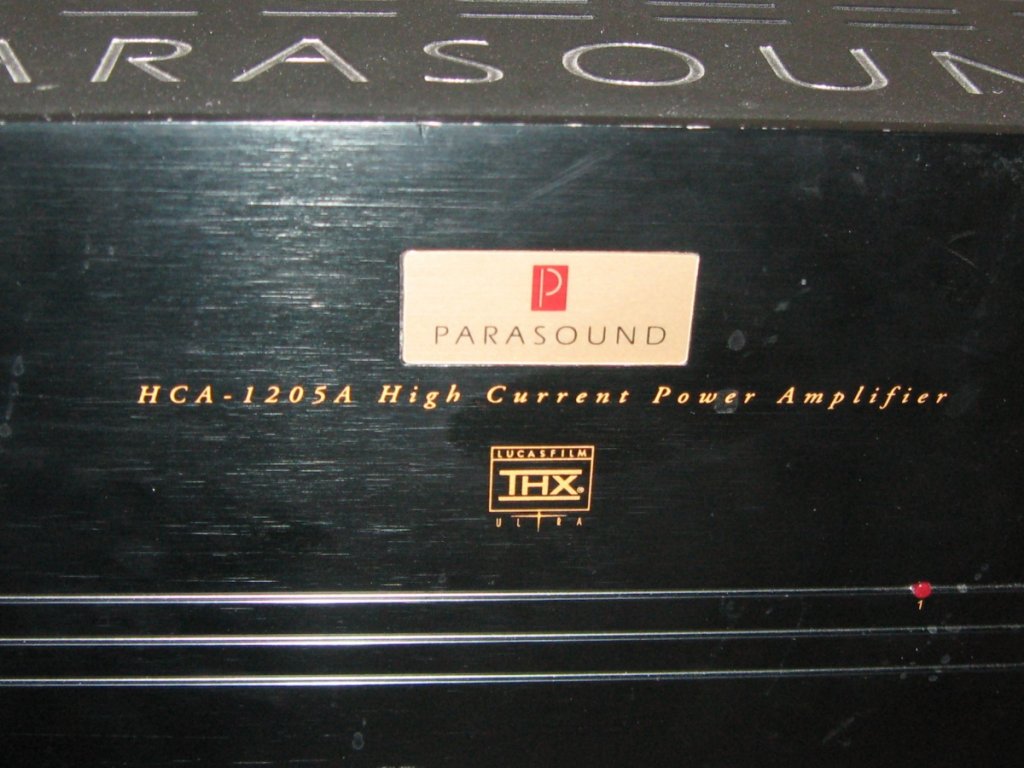 ARASOUN
P
PARASOUND
HCA-1205A High Current Power Amplifier
LUCASFILM
THX®
ULTRA
1